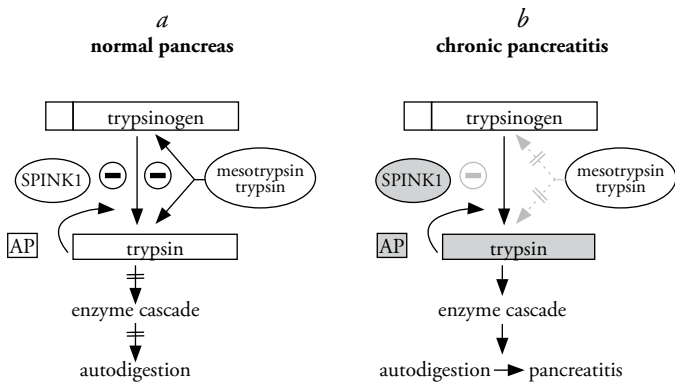 a
normal pancreas
trypsinogen
SPINK1
mesotrypsin
trypsin
AP
trypsin
enzyme cascade
autodigestion
b
chronic pancreatitis
trypsinogen
SPINK1
mesotrypsin
trypsin
AP
trypsin
enzyme cascade
autodigestion pancreatitis